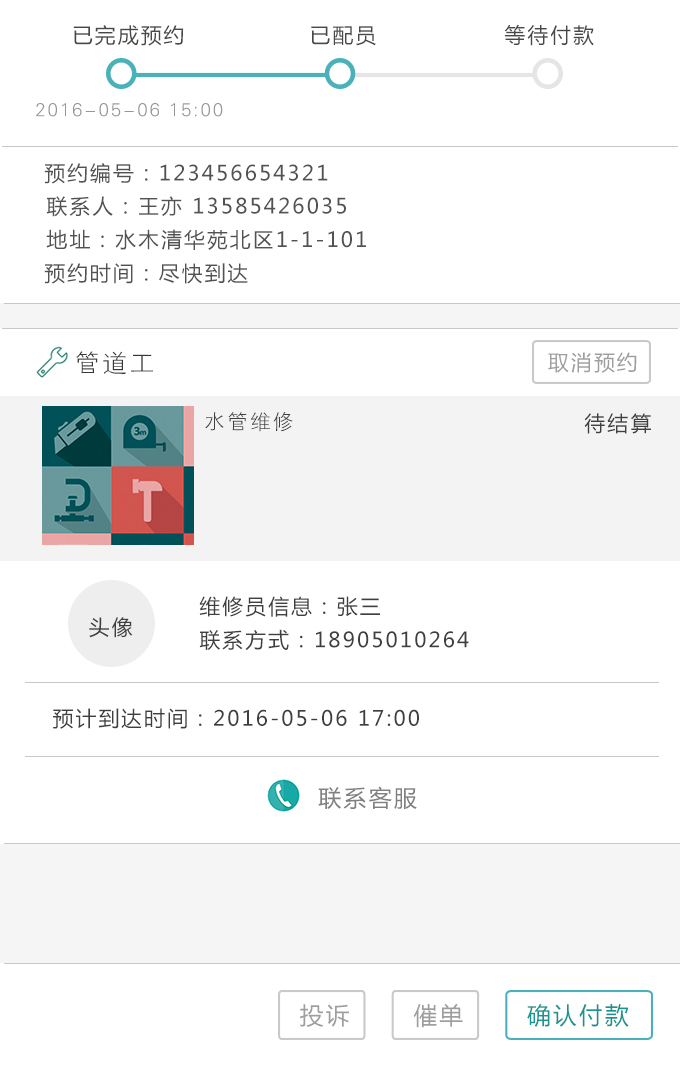 已完成预约 已配员 等待付款
2016-05-06 15:00
预约编号：123456654321
联系人：王亦 13585426035
地址：水木清华苑北区1-1-101
预约时间：尽快到达
管道工 取消预约
水管维修 待结算
3m
头像
维修员信息：张三
联系方式：18905010264
预计到达时间：2016-05-06 17:00
联系客服
投诉 催单 确认付款